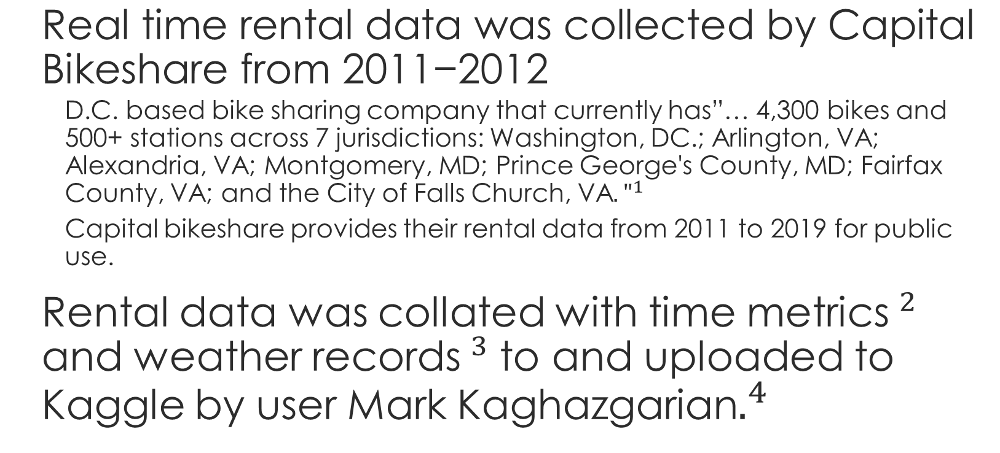 Real time rental data was collected by Capital
Bikeshare from 2011–2012
D.C. based bike sharing company that currently has”… 4,300 bikes and
500+ stations across 7 jurisdictions: Washington, DC.; Arlington, VA;
Alexandria, VA; Montgomery, MD; Prince George's County, MD; Fairfax
County, VA; and the City of Falls Church, VA. "¹
Capital bikeshare provides their rental data from 2011 to 2019 for public
use.
Rental data was collated with time metrics ²
and weather records ³ to and uploaded to
Kaggle by user Mark Kaghazgarian.⁴